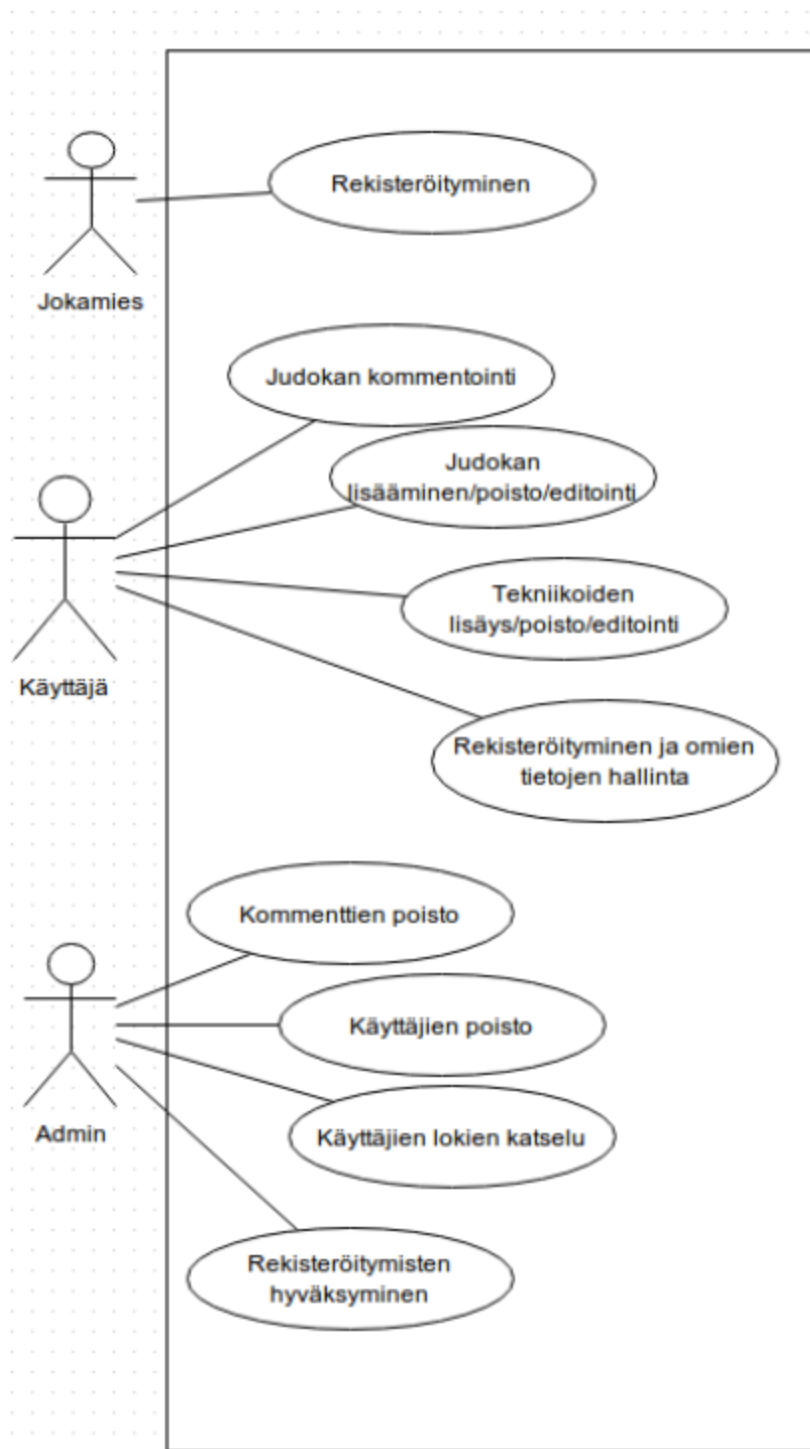 Rekisteröityminen
Jokamies
Judokan kommentointi
Judokan
lisääminen/poisto/editointi
Tekniikoiden
lisäys/poisto/editointi
Käyttäjä
Rekisteröityminen ja omien
tietojen hallinta
Kommenttien poisto
Käyttäjien poisto
Admin
Käyttäjien lokien katselu
Rekisteröitymisten
hyväksyminen